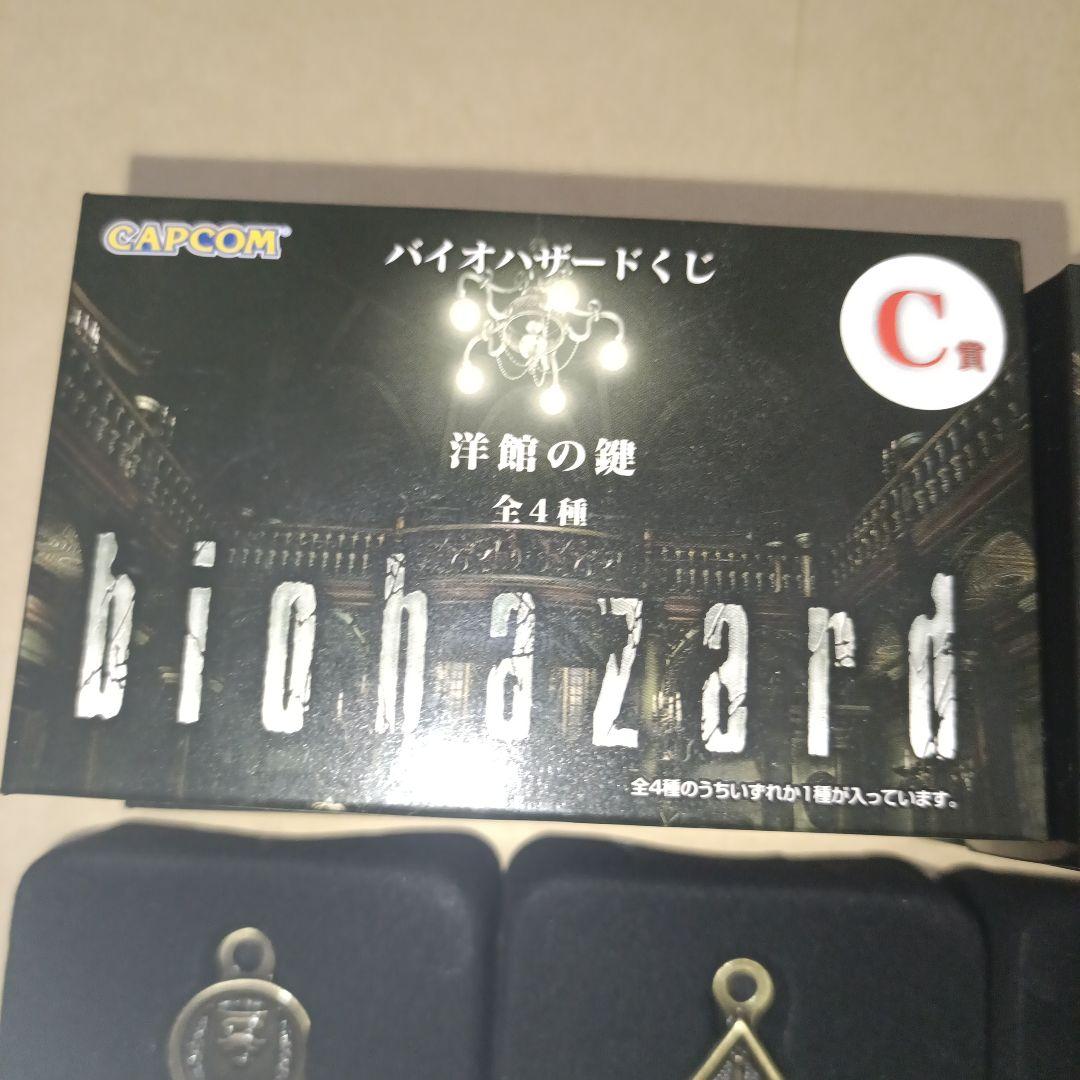 CAPCOM
バイオハザードくじ
C賞
洋館の鍵
全4種
biohazard
全4種のうちいずれか1種が入っています。